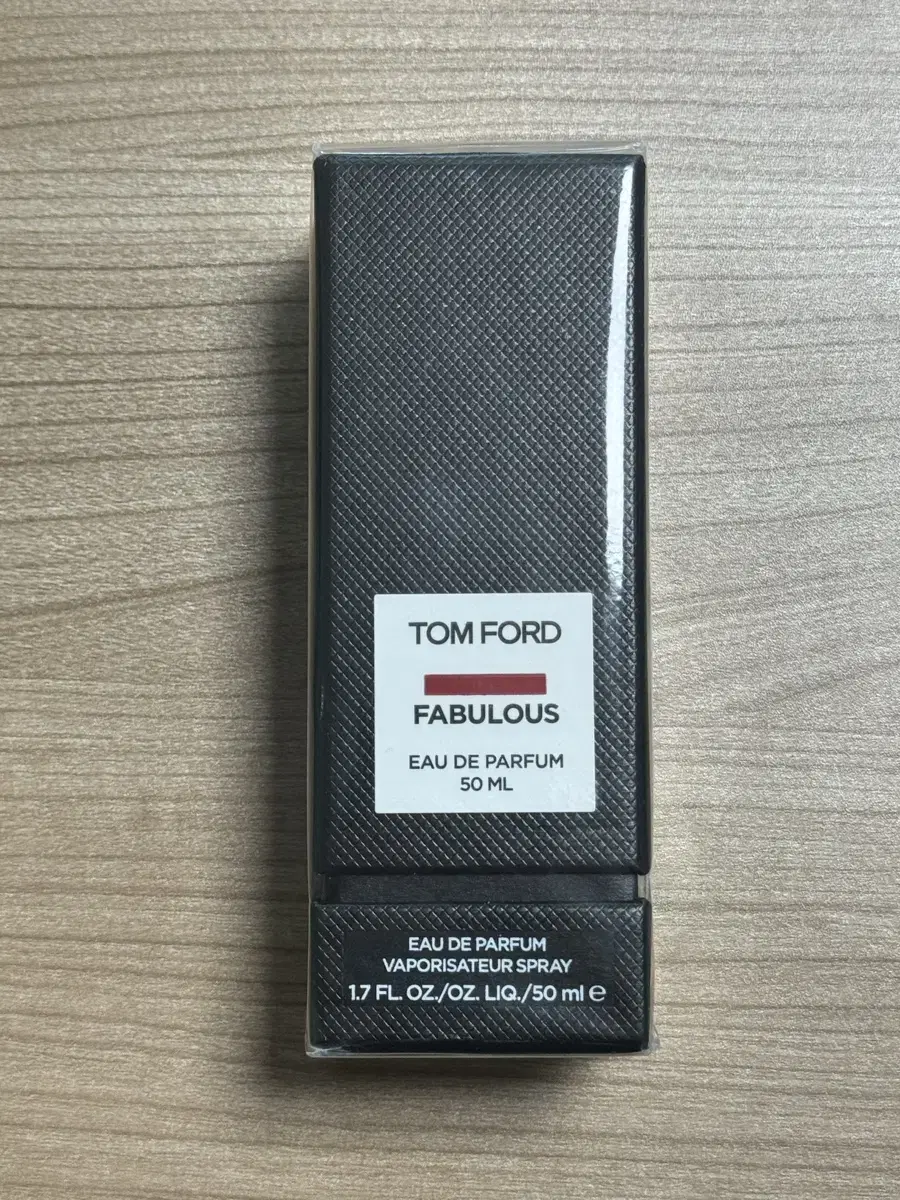 TOM FORD
FABULOUS
EAU DE PARFUM
50 ML
EAU DE PARFUM
VAPORISATEUR SPRAY
1.7 FL. OZ./OZ. LIQ./50 ml ℮